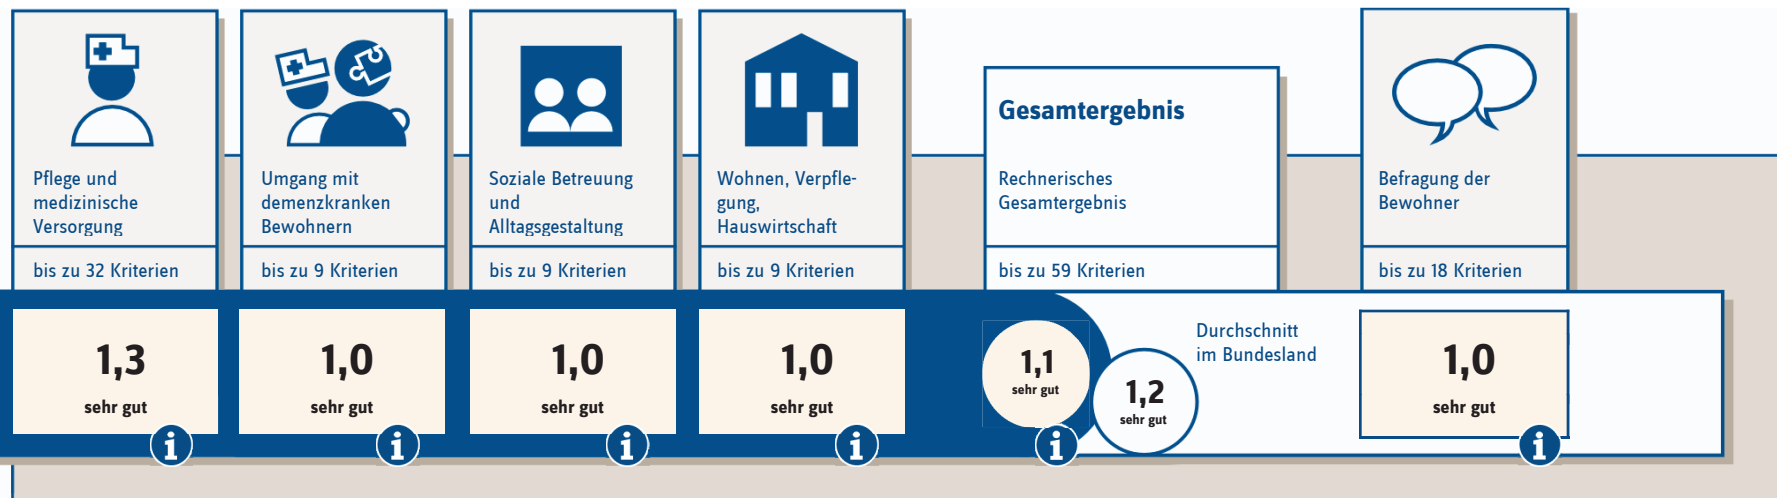 Pflege und
medizinische
Versorgung
bis zu 32 Kriterien
1,3
sehr gut
Umgang mit
demenzkranken
Bewohnern
bis zu 9 Kriterien
1,0
sehr gut
Soziale Betreuung
und
Alltagsgestaltung
bis zu 9 Kriterien
1,0
sehr gut
Wohnen, Verpfle-
gung,
Hauswirtschaft
bis zu 9 Kriterien
1,0
sehr gut
Gesamtergebnis
Rechnerisches
Gesamtergebnis
bis zu 59 Kriterien
1,1
sehr gut
1,2
sehr gut
Durchschnitt
im Bundesland
Befragung der
Bewohner
bis zu 18 Kriterien
1,0
sehr gut